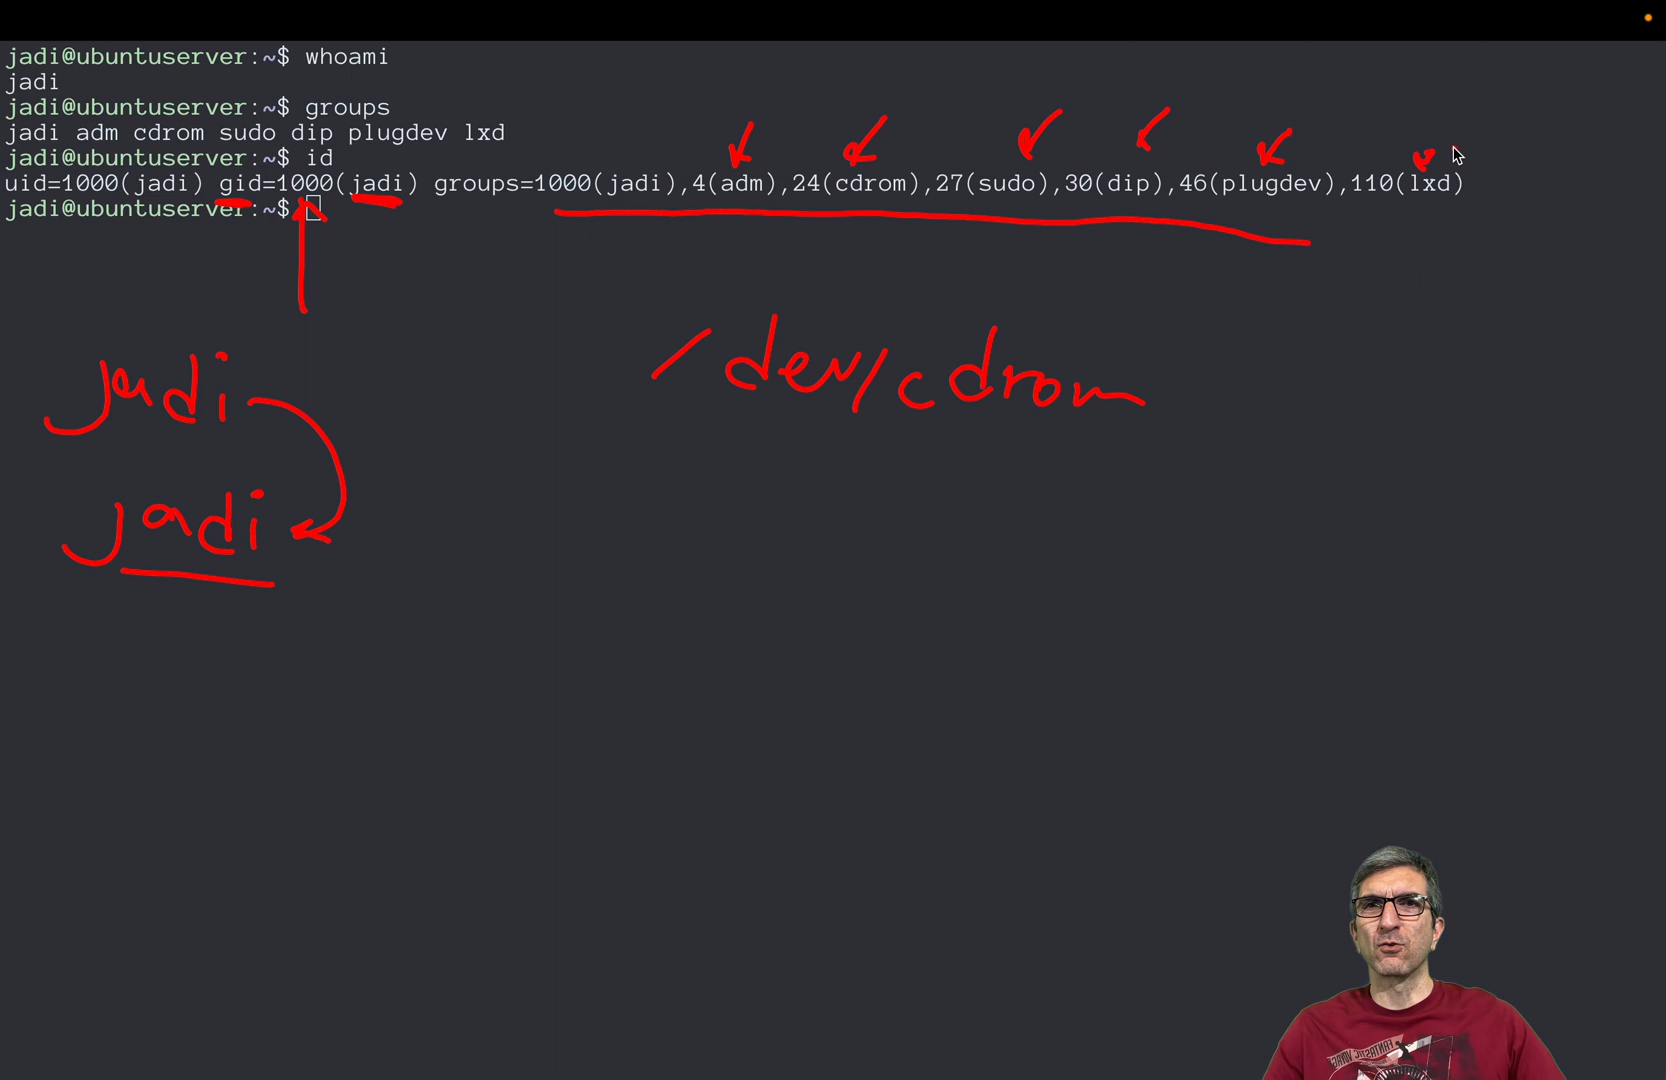 jadi@ubuntuserver:~$ whoami
jadi
jadi@ubuntuserver:~$ groups
jadi adm cdrom sudo dip plugdev lxd
jadi@ubuntuserver:~$ id
uid=1000(jadi) gid=1000(jadi) groups=1000(jadi),4(adm),24(cdrom),27(sudo),30(dip),46(plugdev),110(lxd)
jadi@ubuntuserver:~$
/dev/cdrom
jadi
jadi